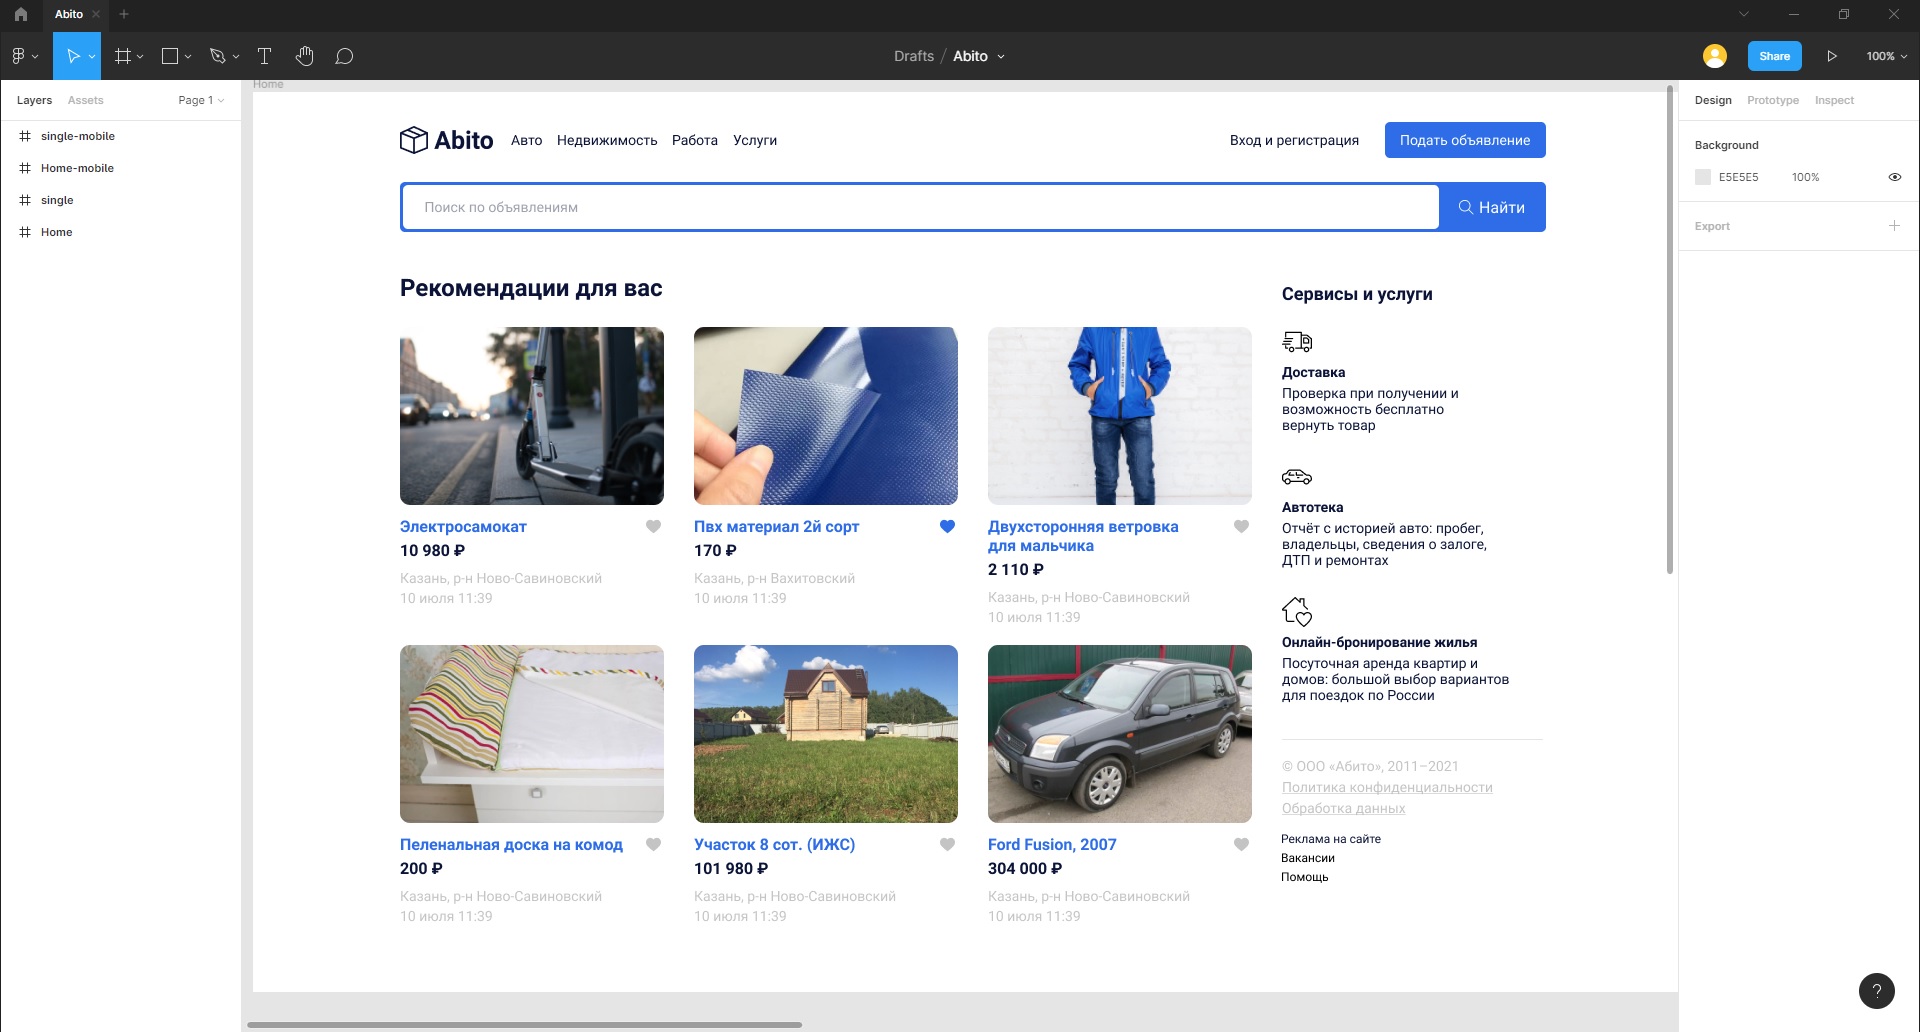 Abito
Drafts / Abito
Share
100%
Layers
Assets
Page 1
single-mobile
Home-mobile
single
Home
Home
Abito
Авто
Недвижимость
Работа
Услуги
Вход и регистрация
Подать объявление
Поиск по объявлениям
Найти
Рекомендации для вас
Электросамокат
10 980 ₽
Казань, р-н Ново-Савиновский
10 июля 11:39
Пвх материал 2й сорт
170 ₽
Казань, р-н Вахитовский
10 июля 11:39
Двухсторонняя ветровка
для мальчика
2 110 ₽
Казань, р-н Ново-Савиновский
10 июля 11:39
Пеленальная доска на комод
200 ₽
Казань, р-н Ново-Савиновский
10 июля 11:39
Участок 8 сот. (ИЖС)
101 980 ₽
Казань, р-н Ново-Савиновский
10 июля 11:39
Ford Fusion, 2007
304 000 ₽
Казань, р-н Ново-Савиновский
10 июля 11:39
Сервисы и услуги
Доставка
Проверка при получении и
возможность бесплатно
вернуть товар
Автотека
Отчёт с историей авто: пробег,
владельцы, сведения о залоге,
ДТП и ремонтах
Онлайн-бронирование жилья
Посуточная аренда квартир и
домов: большой выбор вариантов
для поездок по России
© ООО «Абито», 2011–2021
Политика конфиденциальности
Обработка данных
Реклама на сайте
Вакансии
Помощь
Design
Prototype
Inspect
Background
E5E5E5
100%
Export
?